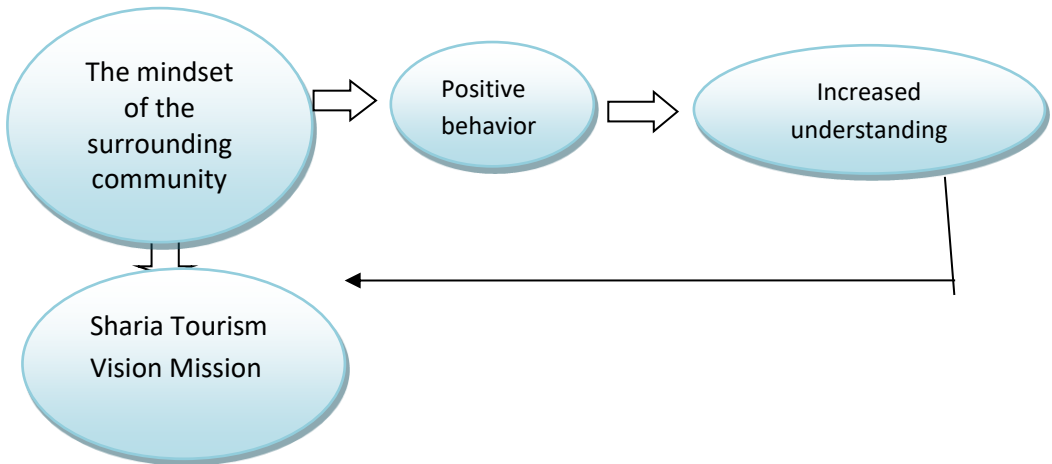 The mindset
of the
surrounding
community
Positive
behavior
Increased
understanding
Sharia Tourism
Vision Mission